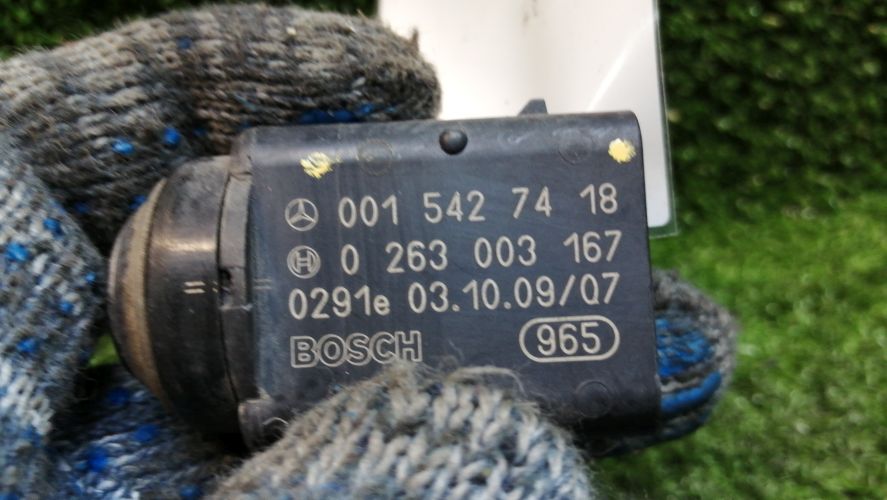 001 542 74 18
0 263 003 167
0291e 03.10.09/07
BOSCH 965